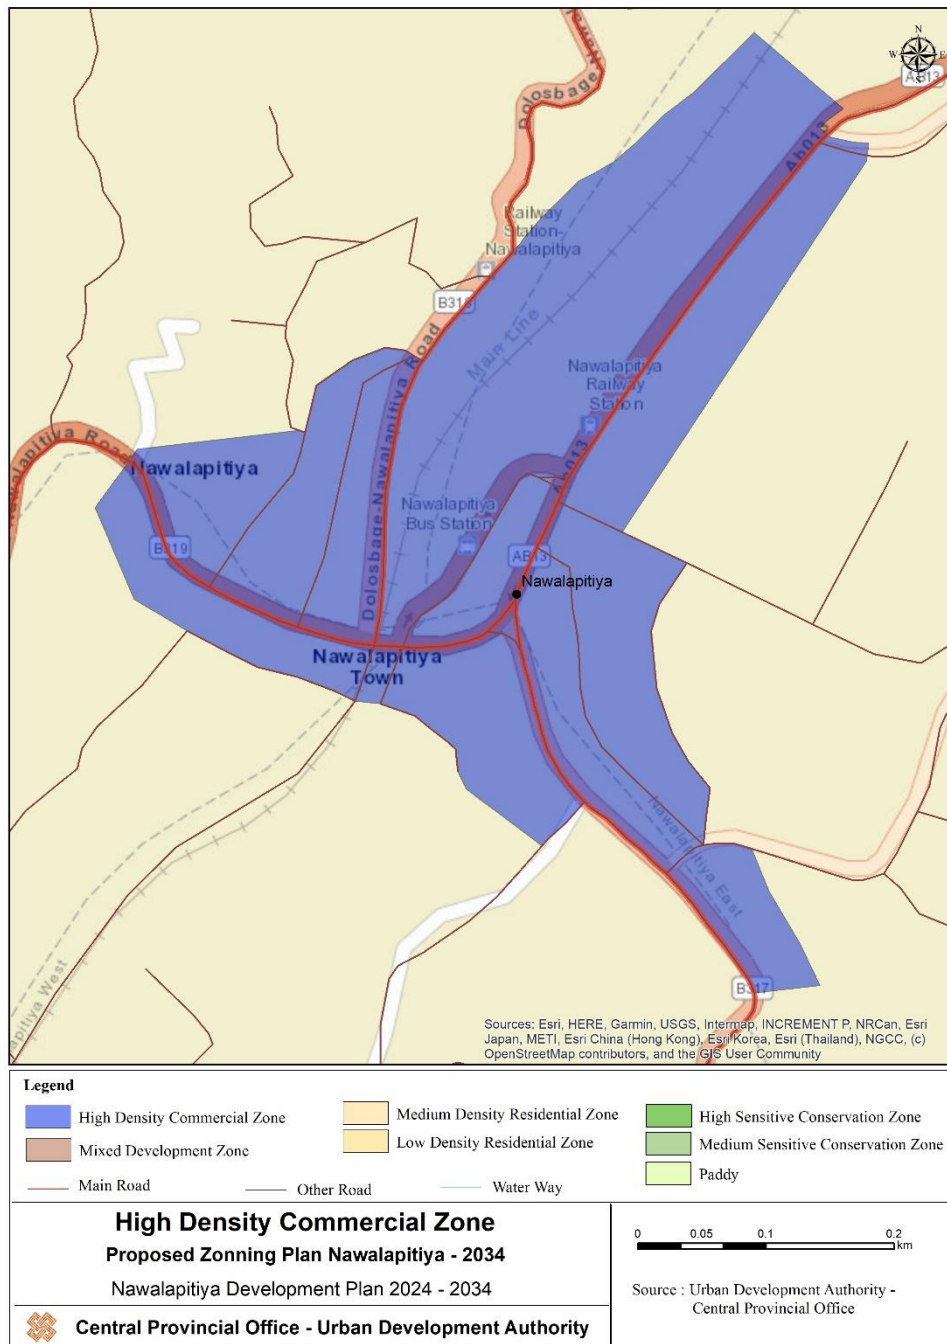 N
W E
S
AB13
Ab013
Dolosbage-
Railway
Station-
Nawalapitiya
Main Line
Dolosbage-Nawalapitiya Road
Nawalapitiya
Railway
Station
Nawalapitiya Road
Nawalapitiya
Nawalapitiya
Bus Station
Ab013
B319
AB13
Nawalapitiya
Nawalapitiya
Town
Nawalapitiya East
B317
Sources: Esri, HERE, Garmin, USGS, Intermap, INCREMENT P, NRCan, Esri
Japan, METI, Esri China (Hong Kong), Esri Korea, Esri (Thailand), NGCC, (c)
OpenStreetMap contributors, and the GIS User Community
Legend
High Density Commercial Zone
Medium Density Residential Zone
High Sensitive Conservation Zone
Mixed Development Zone
Low Density Residential Zone
Medium Sensitive Conservation Zone
Paddy
Main Road
Other Road
Water Way
High Density Commercial Zone
Proposed Zonning Plan Nawalapitiya - 2034
Nawalapitiya Development Plan 2024 - 2034
0 0.05 0.1 0.2
km
Source : Urban Development Authority -
Central Provincial Office
Central Provincial Office - Urban Development Authority